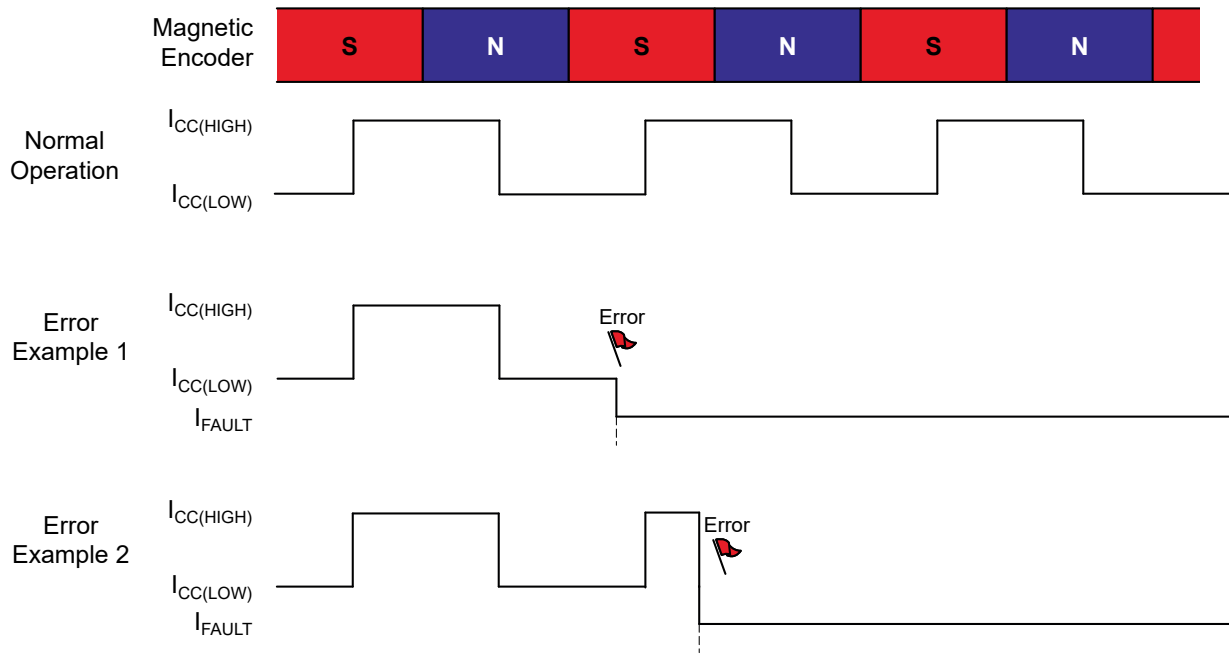 Magnetic
Encoder
S N S N S N
Normal
Operation
ICC(HIGH)
ICC(LOW)
Error
Example 1
ICC(HIGH)
Error
ICC(LOW)
IFAULT
Error
Example 2
ICC(HIGH)
Error
ICC(LOW)
IFAULT